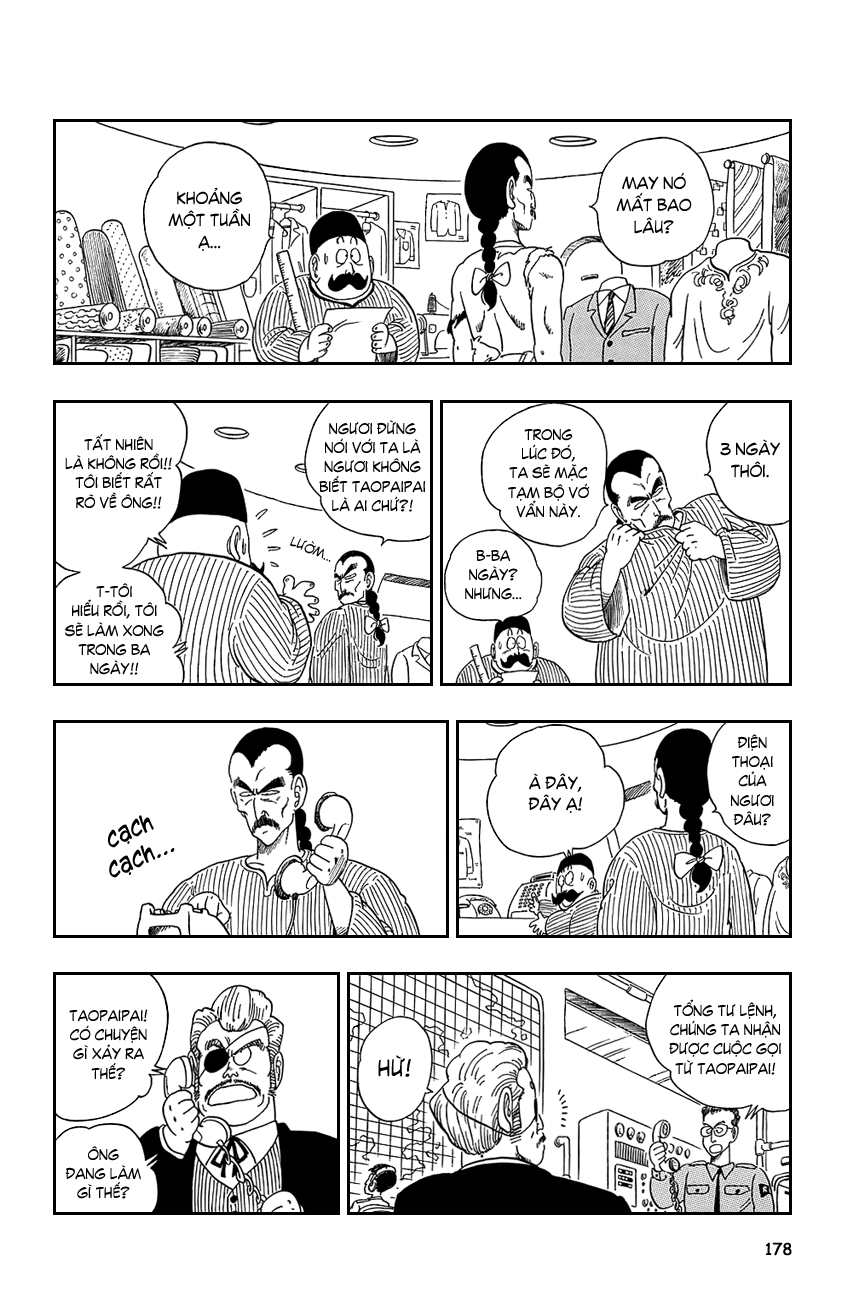 MAY NÓ
MẤT BAO
LÂU?
KHOẢNG
MỘT TUẦN
Ạ...
3 NGÀY
THÔI.
TRONG
LÚC ĐÓ,
TA SẼ MẶC
TẠM BỘ VỚ
VẨN NÀY.
B-BA
NGÀY?
NHƯNG...
NGƯƠI ĐỪNG
NÓI VỚI TA LÀ
NGƯƠI KHÔNG
BIẾT TAOPAIPAI
LÀ AI CHỨ?!
LƯỜM...
TẤT NHIÊN
LÀ KHÔNG RỒI!!
TÔI BIẾT RẤT
RÕ VỀ ÔNG!!
T-TÔI
HIỂU RỒI, TÔI
SẼ LÀM XONG
TRONG BA
NGÀY!!
ĐIỆN
THOẠI
CỦA
NGƯƠI
ĐÂU?
À ĐÂY,
ĐÂY Ạ!
CẠCH
CẠCH...
TỔNG TƯ LỆNH,
CHÚNG TA NHẬN
ĐƯỢC CUỘC GỌI
TỪ TAOPAIPAI!
HỪ!
TAOPAIPAI!
CÓ CHUYỆN
GÌ XẢY RA
THẾ?
ÔNG
ĐANG LÀM
GÌ THẾ?
178